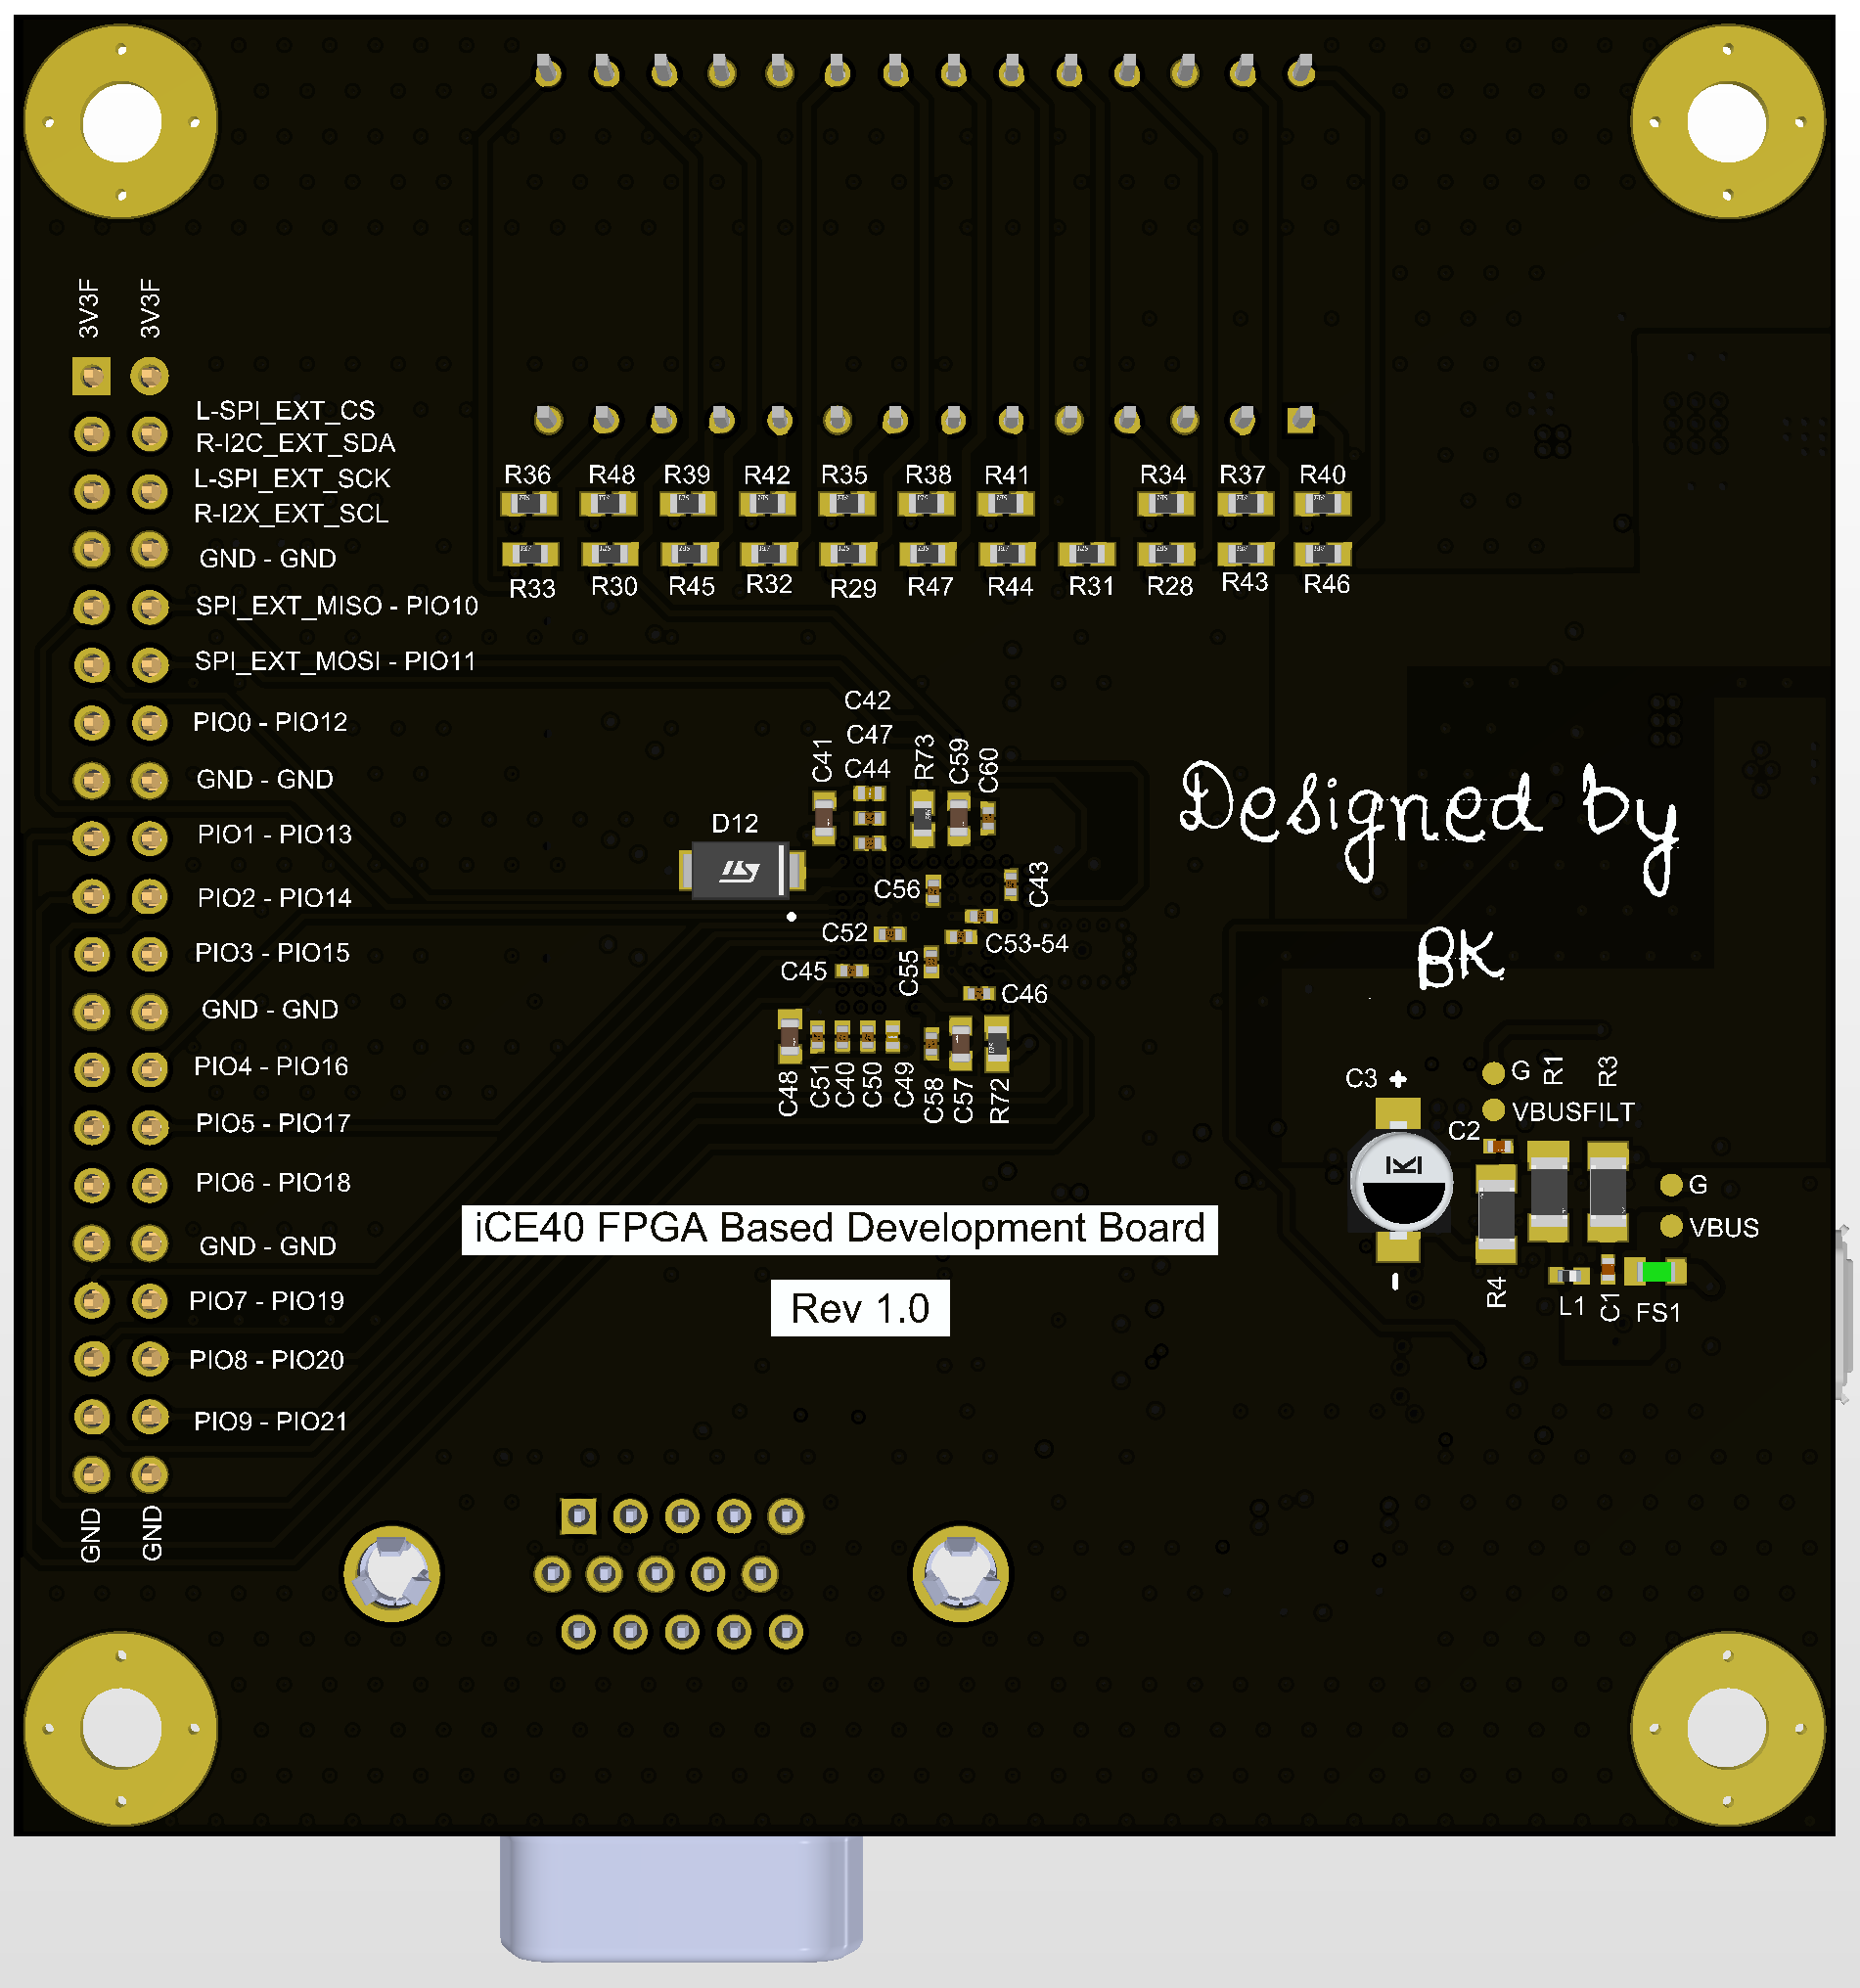 3V3F 3V3F
L-SPI_EXT_CS
R-I2C_EXT_SDA
L-SPI_EXT_SCK
R-I2X_EXT_SCL
GND - GND
SPI_EXT_MISO - PIO10
SPI_EXT_MOSI - PIO11
PIO0 - PIO12
GND - GND
PIO1 - PIO13
PIO2 - PIO14
PIO3 - PIO15
GND - GND
PIO4 - PIO16
PIO5 - PIO17
PIO6 - PIO18
GND - GND
PIO7 - PIO19
PIO8 - PIO20
PIO9 - PIO21
GND GND
R36 R48 R39 R42 R35 R38 R41 R34 R37 R40
R33 R30 R45 R32 R29 R47 R44 R31 R28 R43 R46
C42
C47
C41 C44 R73 C59 C60
D12
C56 C43
C52 C53-54
C45 C55
C46
C48 C51 C40 C50 C49 C58 C57 R72
Designed by
BK
C3 + G R1 R3
VBUSFILT
C2
IK
G
VBUS
-
R4 L1 C1 FS1
iCE40 FPGA Based Development Board
Rev 1.0